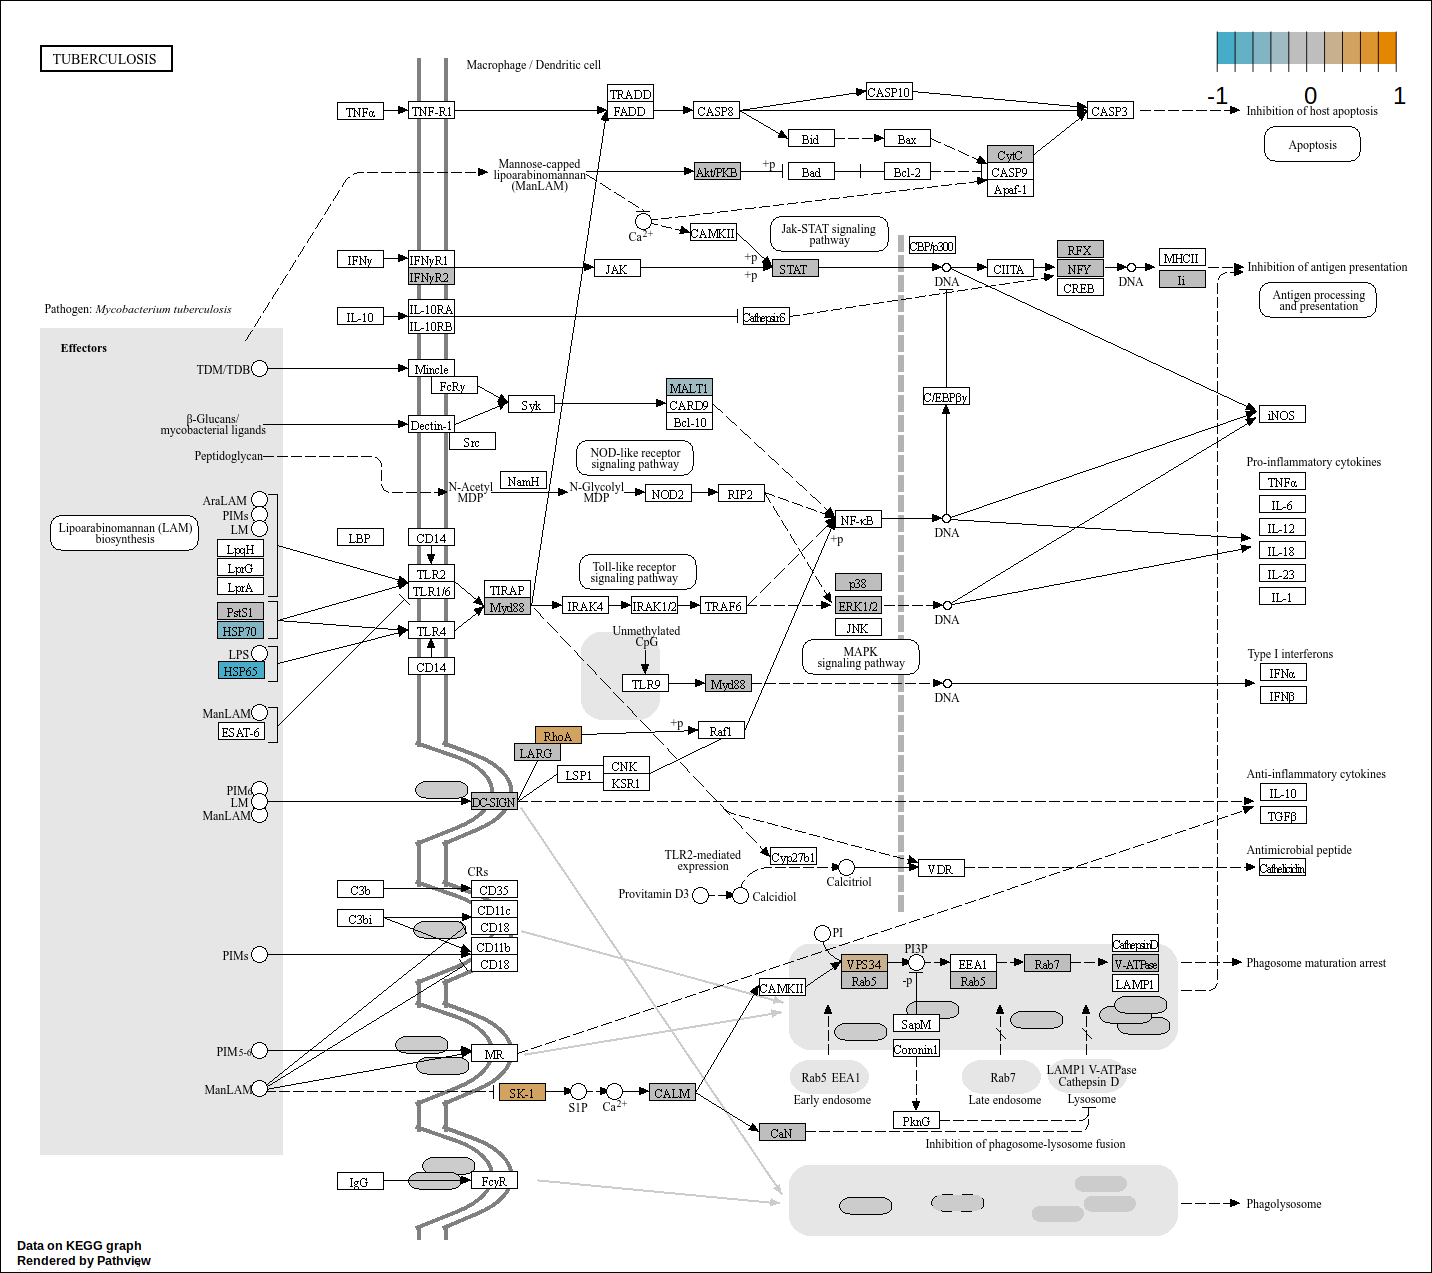 TUBERCULOSIS
Macrophage / Dendritic cell
-1
0
1
TNFα
TNF-R1
TRADD
FADD
CASP8
CASP10
CASP3
Inhibition of host apoptosis
Apoptosis
Bid
Bax
CytC
CASP9
Apaf-1
Mannose-capped
lipoarabinomannan
(ManLAM)
Akt/PKB
+p
Bad
Bcl-2
Ca2+
CAMKII
Jak-STAT signaling
pathway
CBP/p300
IFNγ
IFNγR1
IFNγR2
JAK
+p
+p
STAT
DNA
CIITA
RFX
NFY
CREB
DNA
MHCII
Ii
Inhibition of antigen presentation
Antigen processing
and presentation
Pathogen: Mycobacterium tuberculosis
IL-10
IL-10RA
IL-10RB
CathepsinS
Effectors
TDM/TDB
Mincle
FcRγ
Syk
MALT1
CARD9
Bcl-10
C/EBPβγ
iNOS
β-Glucans/
mycobacterial ligands
Dectin-1
Src
Peptidoglycan
N-Acetyl
MDP
NamH
N-Glycolyl
MDP
NOD-like receptor
signaling pathway
NOD2
RIP2
NF-κB
+p
DNA
Pro-inflammatory cytokines
TNFα
IL-6
IL-12
IL-18
IL-23
IL-1
AraLAM
PIMs
LM
Lipoarabinomannan (LAM)
biosynthesis
LpqH
LprG
LprA
PstS1
HSP70
LPS
HSP65
ManLAM
ESAT-6
LBP
CD14
TLR2
TLR1/6
TLR4
CD14
TIRAP
Myd88
Toll-like receptor
signaling pathway
IRAK4
IRAK1/2
TRAF6
p38
ERK1/2
JNK
DNA
MAPK
signaling pathway
Unmethylated
CpG
TLR9
Myd88
DNA
Type I interferons
IFNα
IFNβ
RhoA
LARG
+p
Raf1
LSP1
CNK
KSR1
PIM6
LM
ManLAM
DC-SIGN
Anti-inflammatory cytokines
IL-10
TGFβ
TLR2-mediated
expression
Cyp27b1
Provitamin D3
Calcidiol
Calcitriol
VDR
Antimicrobial peptide
Cathelicidin
CRs
C3b
CD35
C3bi
CD11c
CD18
CD11b
CD18
PIMs
PI
VPS34
Rab5
PI3P
-p
EEA1
Rab5
Rab7
CathepsinD
V-ATPase
LAMP1
Phagosome maturation arrest
CAMKII
SapM
Coronin1
PIM5-6
MR
ManLAM
SK-1
S1P
Ca2+
CALM
Rab5 EEA1
Early endosome
Rab7
Late endosome
LAMP1 V-ATPase
Cathepsin D
Lysosome
PknG
CaN
Inhibition of phagosome-lysosome fusion
IgG
FcγR
Phagolysosome
Data on KEGG graph
Rendered by Pathview